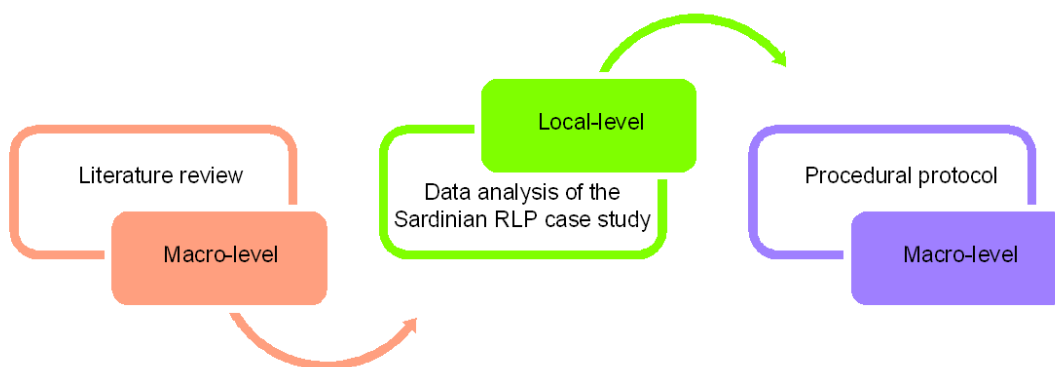 Literature review
Macro-level
Local-level
Data analysis of the
Sardinian RLP case study
Procedural protocol
Macro-level